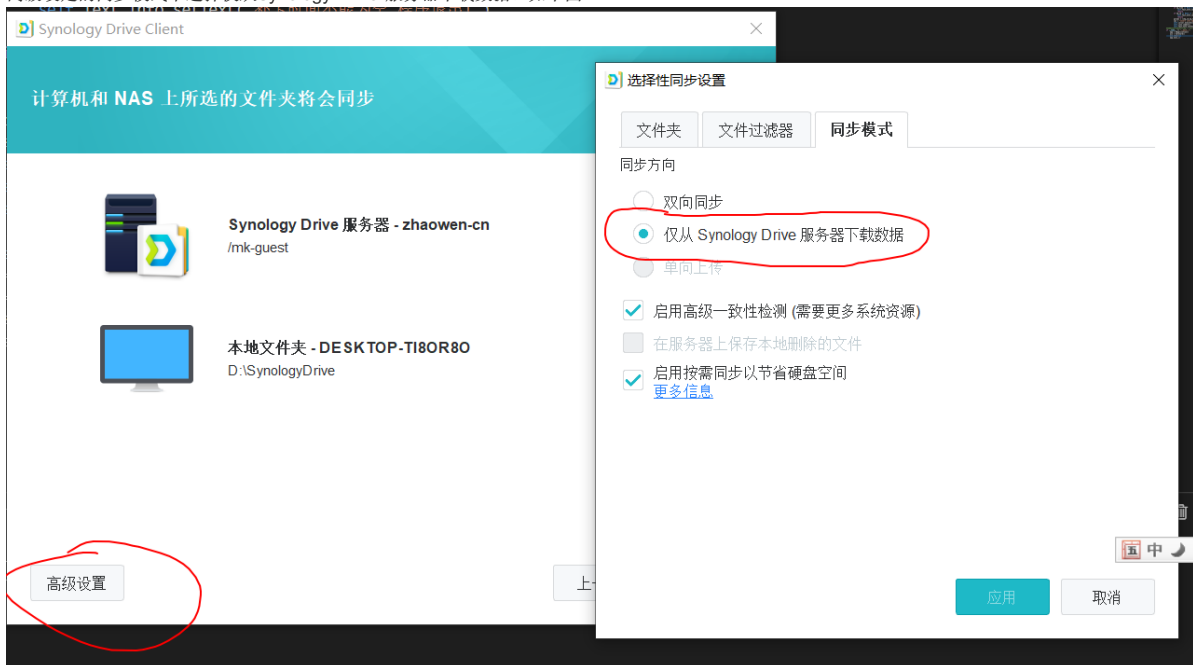 Synology Drive Client
计算机和 NAS 上所选的文件夹将会同步
Synology Drive 服务器 - zhaowen-cn
/mk-guest
本地文件夹 - DESKTOP-TI8OR8O
D:\SynologyDrive
高级设置
上一
选择性同步设置
文件夹
文件过滤器
同步模式
同步方向
双向同步
仅从 Synology Drive 服务器下载数据
单向上传
启用高级一致性检测 (需要更多系统资源)
在服务器上保存本地删除的文件
启用按需同步以节省硬盘空间
更多信息
五 中
应用
取消